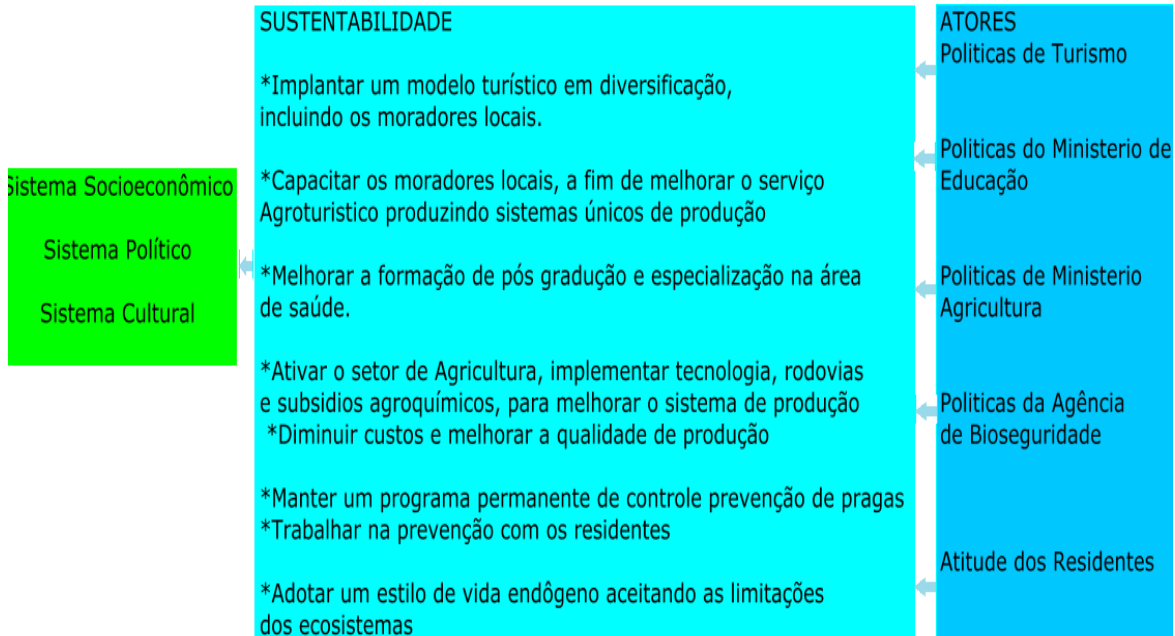 Sistema Socioeconômico
Sistema Político
Sistema Cultural
SUSTENTABILIDADE
*Implantar um modelo turístico em diversificação,
incluindo os moradores locais.
*Capacitar os moradores locais, a fim de melhorar o serviço
Agroturistico produzindo sistemas únicos de produção
*Melhorar a formação de pós gradução e especialização na área
de saúde.
*Ativar o setor de Agricultura, implementar tecnologia, rodovias
e subsidios agroquímicos, para melhorar o sistema de produção
*Diminuir custos e melhorar a qualidade de produção
*Manter um programa permanente de controle prevenção de pragas
*Trabalhar na prevenção com os residentes
*Adotar um estilo de vida endôgeno aceitando as limitações
dos ecosistemas
ATORES
Politicas de Turismo
Politicas do Ministerio de
Educação
Politicas de Ministerio
Agricultura
Politicas da Agência
de Bioseguridade
Atitude dos Residentes